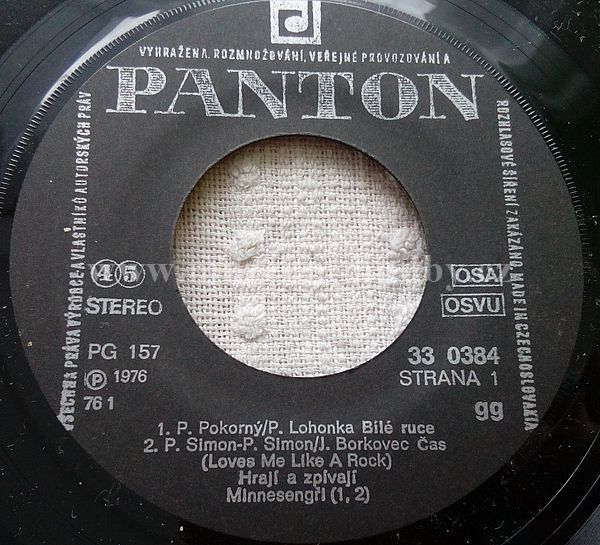 VYHRAŽENA. ROZMNOŽOVÁNÍ, VEŘEJNÉ PROVOZOVÁNÍ A
PANTON
VŠECHNA PRÁVA VÝROBCE A VLASTNÍKŮ AUTORSKÝCH PRÁV
ROZHLASOVÉ ŠÍŘENÍ ZAKÁZÁNO. MADE IN CZECHOSLOVAKIA
45
STEREO
OSA
OSVU
PG 157
33 0384
Ⓟ 1976
STRANA 1
76 1
gg
1. P. Pokorný/P. Lohonka Bílé ruce
2. P. Simon-P. Simon/J. Borkovec Čas
(Loves Me Like A Rock)
Hrají a zpívají
Minnesengři (1, 2)